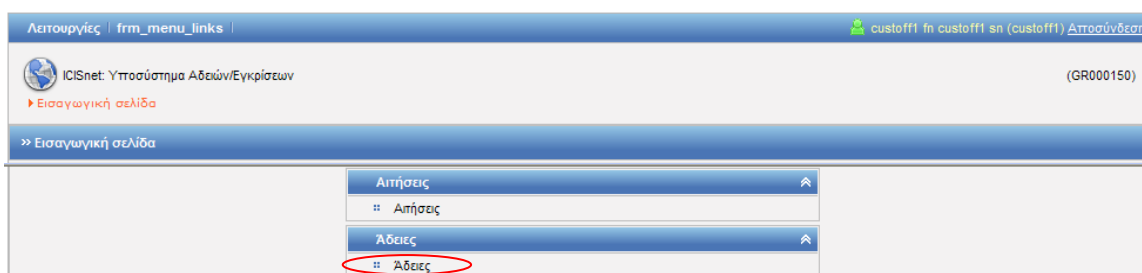 Λειτουργίες | frm_menu_links |
custoff1 fn custoff1 sn (custoff1) Αποσύνδεση
ICISnet: Υποσύστημα Αδειών/Εγκρίσεων
(GR000150)
Εισαγωγική σελίδα
>> Εισαγωγική σελίδα
Αιτήσεις
Αιτήσεις
Άδειες
Άδειες